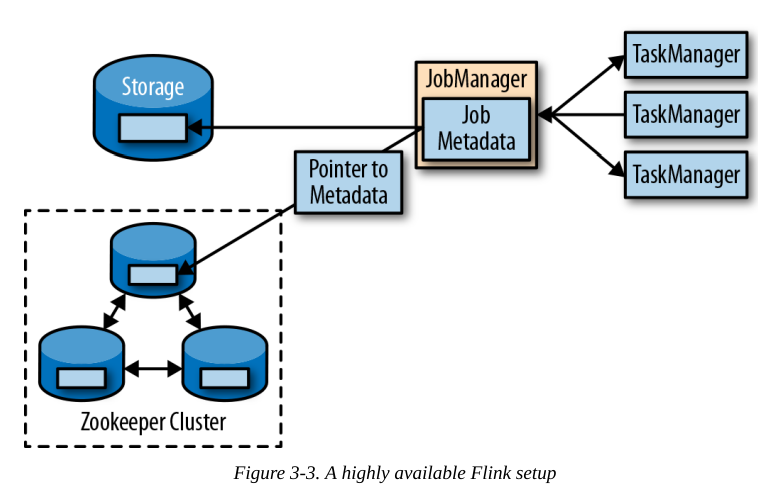 Storage
JobManager
Job
Metadata
TaskManager
TaskManager
TaskManager
Pointer to
Metadata
Zookeeper Cluster
Figure 3-3. A highly available Flink setup